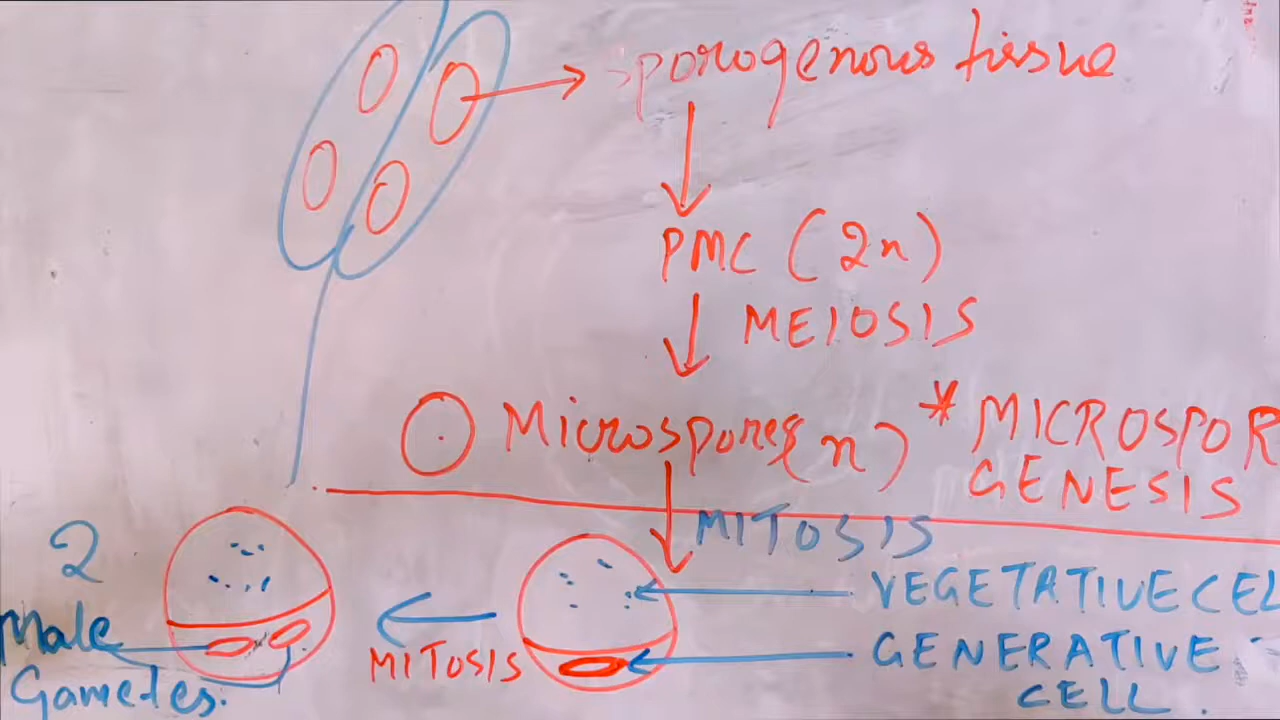 sporogenous tissue
PMC (2n)
MEIOSIS
Microspores(n) * MICROSPOR
GENESIS
MITOSIS
VEGETATIVE CEL
GENERATIVE
CELL.
MITOSIS
2
Male
Gametes.